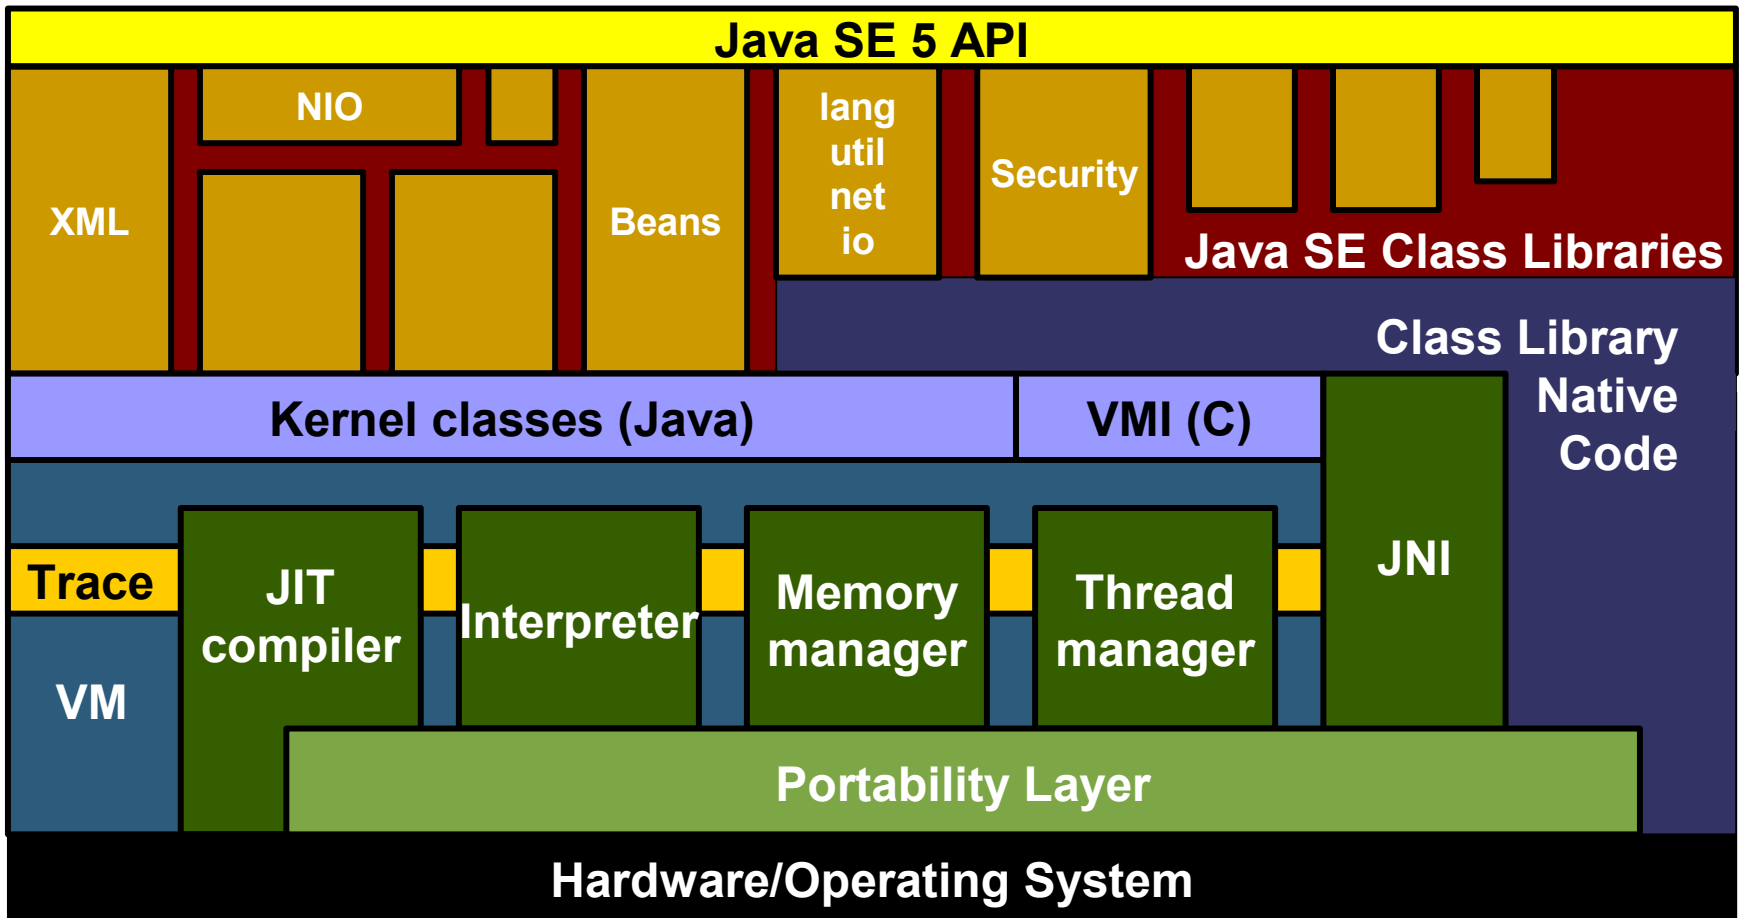 Java SE 5 API
NIO
XML
Beans
lang
util
net
io
Security
Java SE Class Libraries
Class Library
Native
Code
Kernel classes (Java)
VMI (C)
JNI
Trace
VM
JIT
compiler
Interpreter
Memory
manager
Thread
manager
Portability Layer
Hardware/Operating System